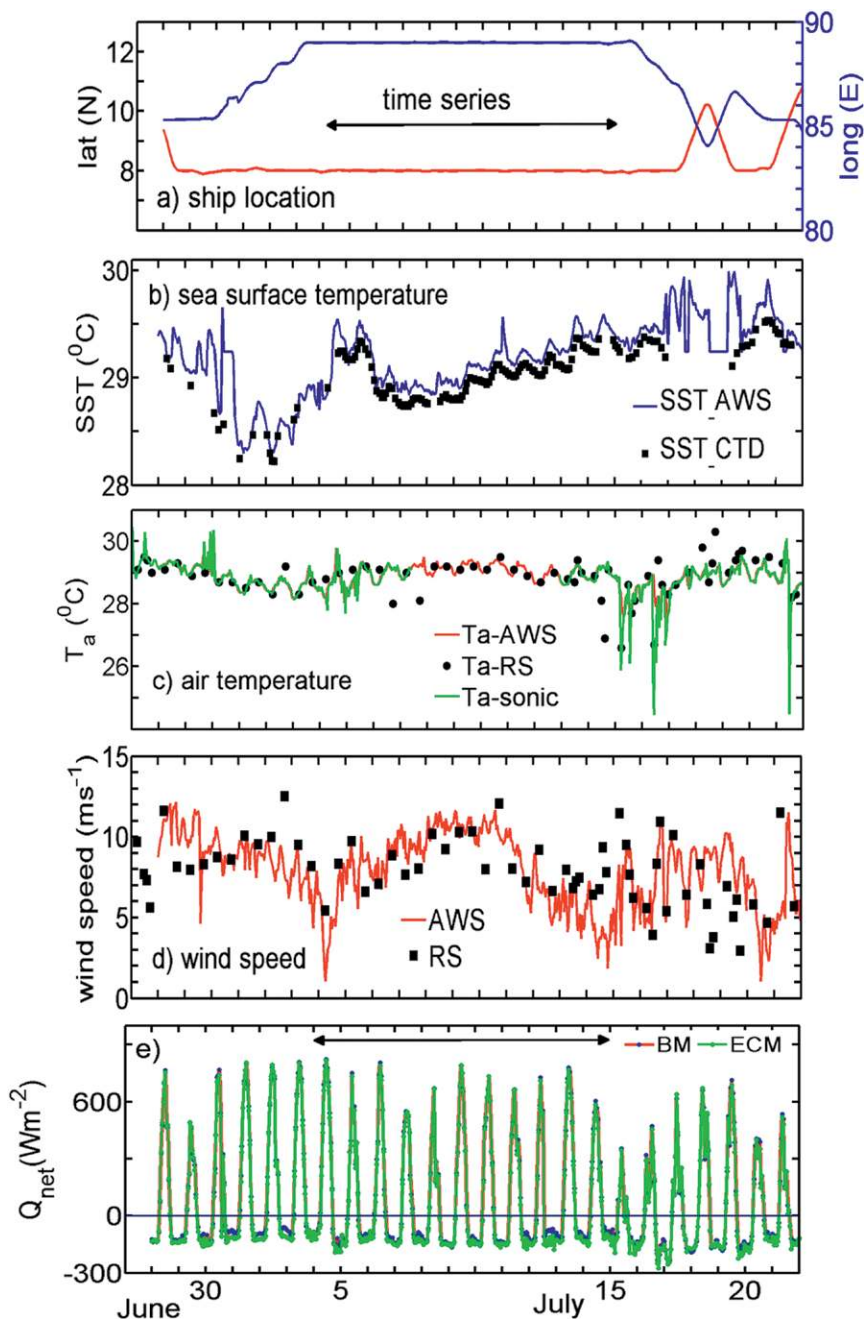 12
10
8
lat (N)
90
85
80
long (E)
time series
a) ship location
30
29
28
SST (⁰C)
b) sea surface temperature
SST_AWS
SST_CTD
30
28
26
Tₐ (⁰C)
Ta-AWS
Ta-RS
Ta-sonic
c) air temperature
15
10
5
0
wind speed (ms⁻¹)
AWS
RS
d) wind speed
e)
BM ECM
600
0
-300
Q_net(Wm⁻²)
30 5 15 20
June July